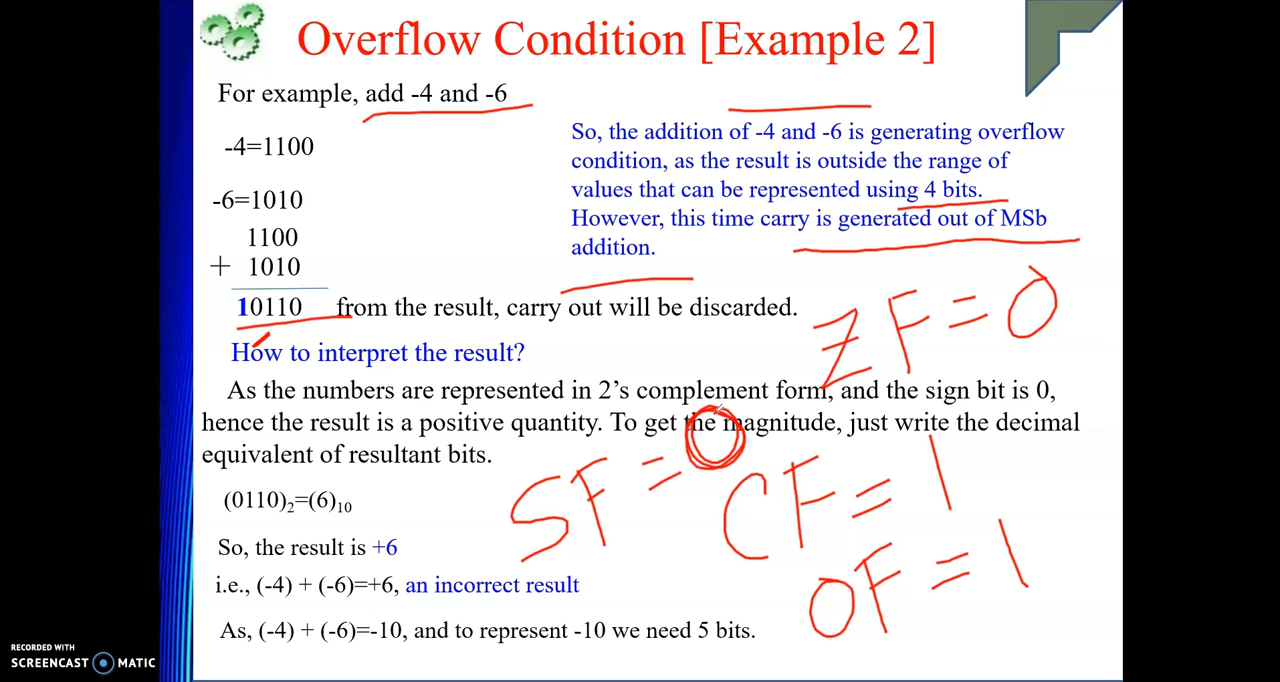 Overflow Condition [Example 2]
For example, add -4 and -6
-4=1100
-6=1010
1100
+ 1010
10110 from the result, carry out will be discarded.
So, the addition of -4 and -6 is generating overflow
condition, as the result is outside the range of
values that can be represented using 4 bits.
However, this time carry is generated out of MSb
addition.
ZF=0
How to interpret the result?
As the numbers are represented in 2's complement form, and the sign bit is 0,
hence the result is a positive quantity. To get the magnitude, just write the decimal
equivalent of resultant bits.
SF=0
CF=1
OF=1
(0110)₂=(6)₁₀
So, the result is +6
i.e., (-4) + (-6)=+6, an incorrect result
As, (-4) + (-6)=-10, and to represent -10 we need 5 bits.
RECORDED WITH
SCREENCAST MATIC